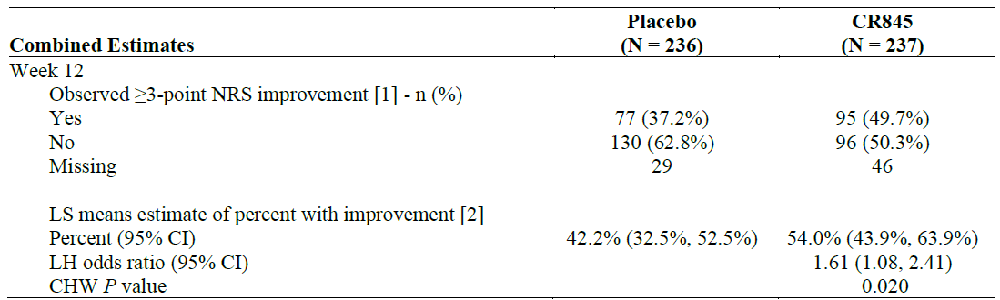 Placebo CR845
Combined Estimates (N = 236) (N = 237)
Week 12
Observed ≥3-point NRS improvement [1] - n (%)
Yes 77 (37.2%) 95 (49.7%)
No 130 (62.8%) 96 (50.3%)
Missing 29 46
LS means estimate of percent with improvement [2]
Percent (95% CI) 42.2% (32.5%, 52.5%) 54.0% (43.9%, 63.9%)
LH odds ratio (95% CI) 1.61 (1.08, 2.41)
CHW P value 0.020